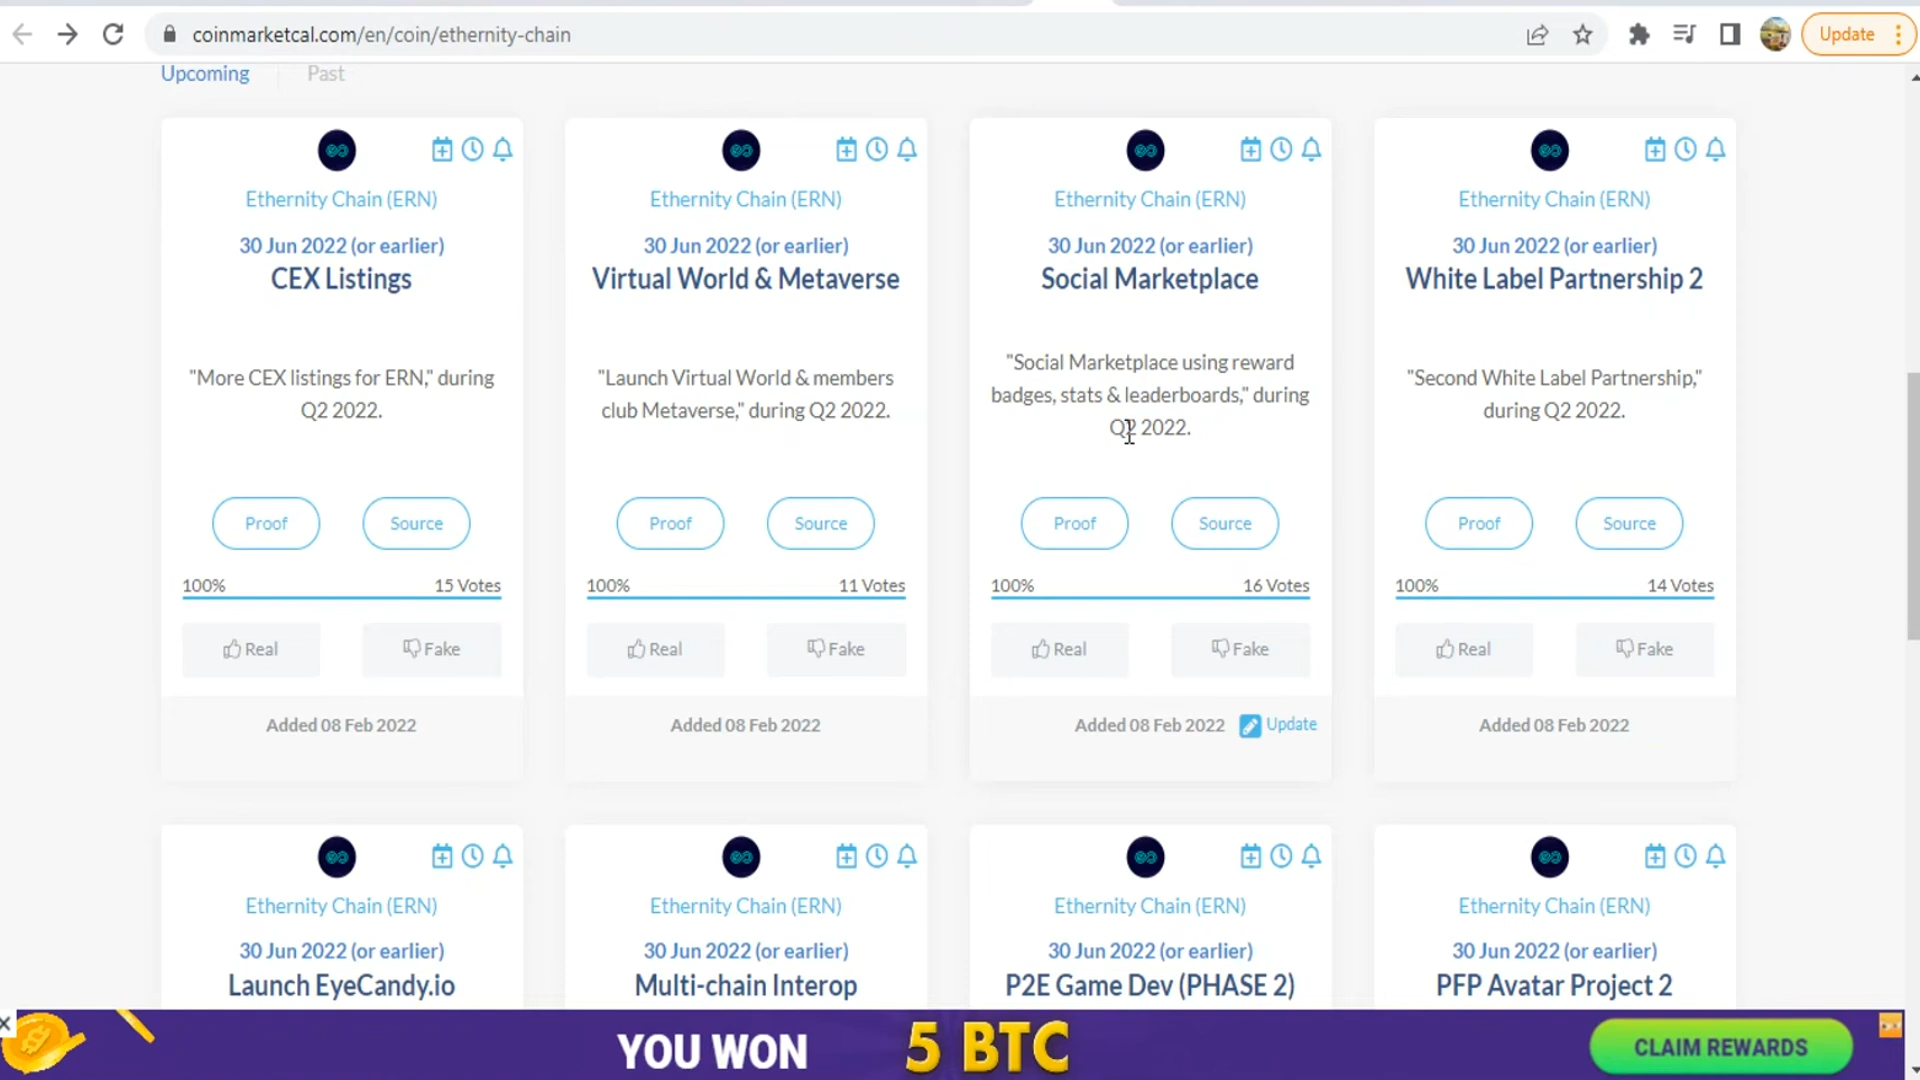 coinmarketcal.com/en/coin/ethernity-chain
Update
Upcoming
Past
Ethernity Chain (ERN)
30 Jun 2022 (or earlier)
CEX Listings
"More CEX listings for ERN," during
Q2 2022.
Proof
Source
100%
15 Votes
Real
Fake
Added 08 Feb 2022
Ethernity Chain (ERN)
30 Jun 2022 (or earlier)
Virtual World & Metaverse
"Launch Virtual World & members
club Metaverse," during Q2 2022.
Proof
Source
100%
11 Votes
Real
Fake
Added 08 Feb 2022
Ethernity Chain (ERN)
30 Jun 2022 (or earlier)
Social Marketplace
"Social Marketplace using reward
badges, stats & leaderboards," during
Q2 2022.
Proof
Source
100%
16 Votes
Real
Fake
Added 08 Feb 2022
Update
Ethernity Chain (ERN)
30 Jun 2022 (or earlier)
White Label Partnership 2
"Second White Label Partnership,"
during Q2 2022.
Proof
Source
100%
14 Votes
Real
Fake
Added 08 Feb 2022
Ethernity Chain (ERN)
30 Jun 2022 (or earlier)
Launch EyeCandy.io
Ethernity Chain (ERN)
30 Jun 2022 (or earlier)
Multi-chain Interop
Ethernity Chain (ERN)
30 Jun 2022 (or earlier)
P2E Game Dev (PHASE 2)
Ethernity Chain (ERN)
30 Jun 2022 (or earlier)
PFP Avatar Project 2
YOU WON
5 BTC
CLAIM REWARDS